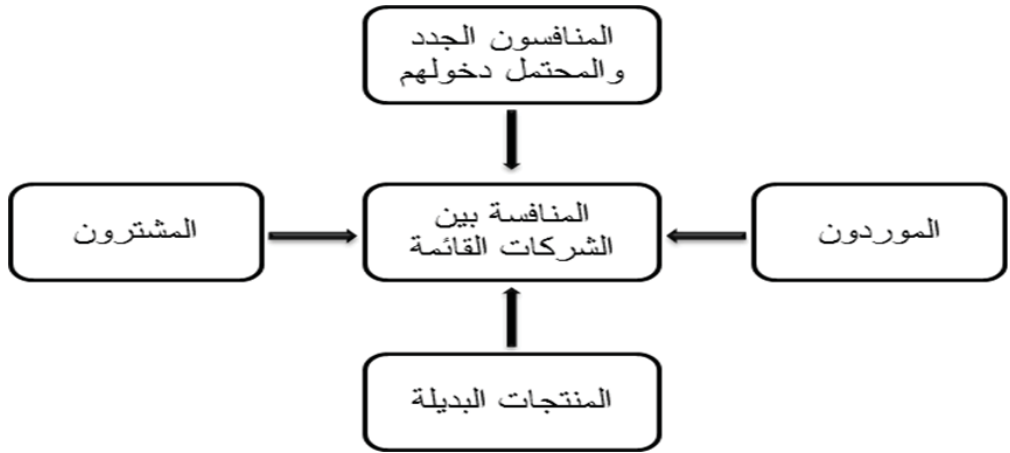 المنافسون الجدد
والمحتمل دخولهم
الموردون
المنافسة بين
الشركات القائمة
المشترون
المنتجات البديلة